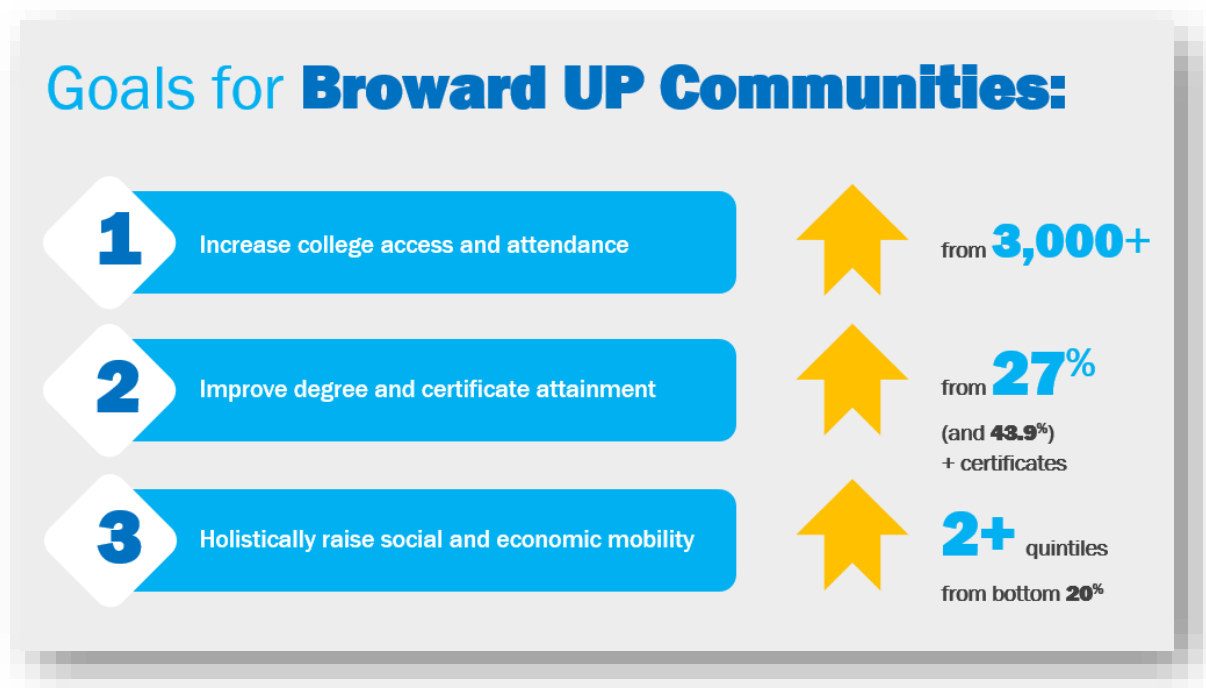 Goals for Broward UP Communities:
1
Increase college access and attendance
from 3,000+
2
Improve degree and certificate attainment
from 27%
(and 43.9%)
+ certificates
3
Holistically raise social and economic mobility
2+ quintiles
from bottom 20%